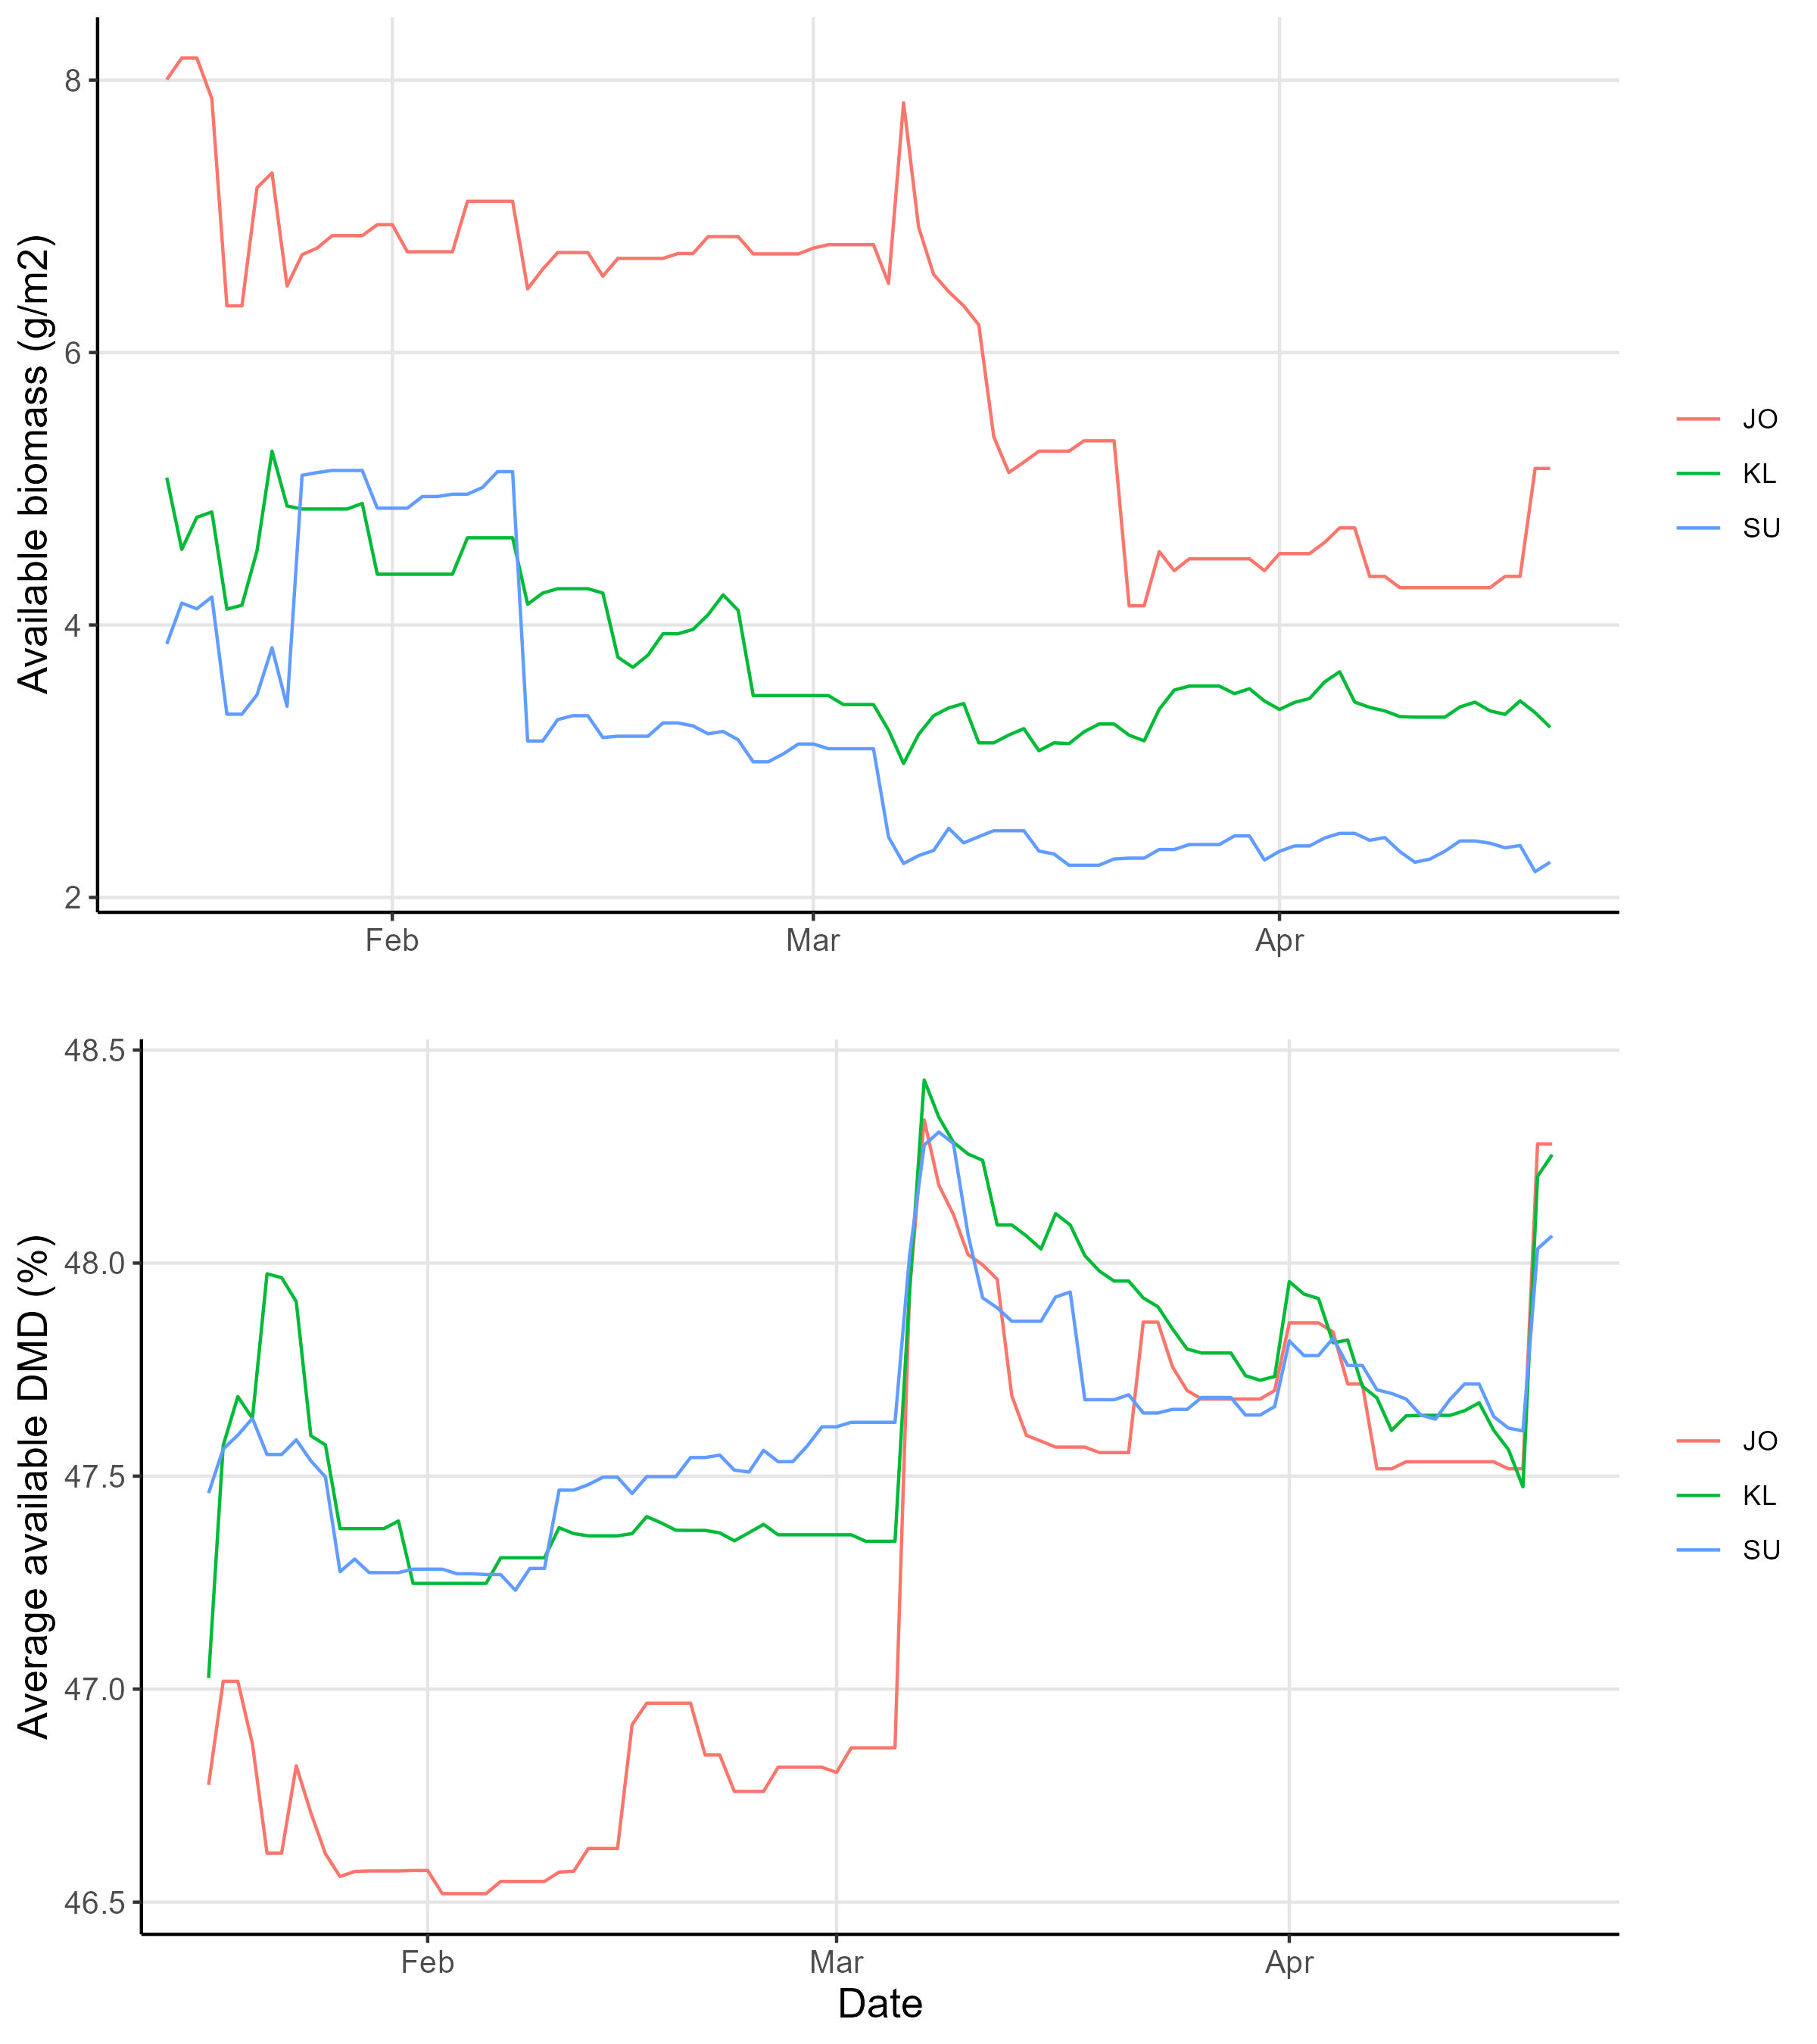 Available biomass (g/m2)
8
6
4
2
Feb Mar Apr
JO
KL
SU
Average available DMD (%)
48.5
48.0
47.5
47.0
46.5
Feb Mar Apr
Date
JO
KL
SU